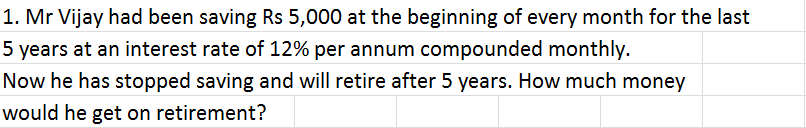 1. Mr Vijay had been saving Rs 5,000 at the beginning of every month for the last
5 years at an interest rate of 12% per annum compounded monthly.
Now he has stopped saving and will retire after 5 years. How much money
would he get on retirement?